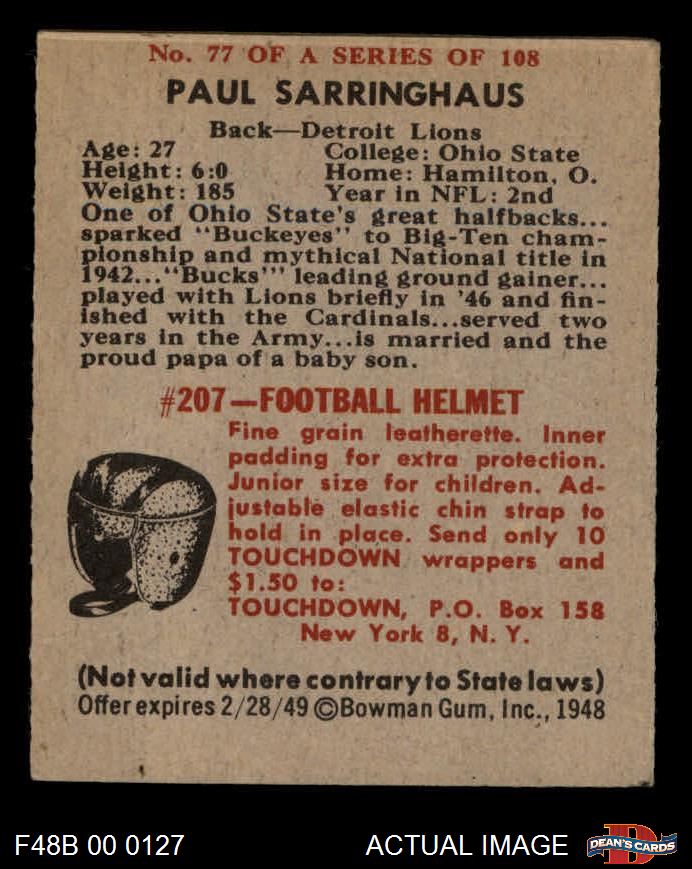 No. 77 OF A SERIES OF 108
PAUL SARRINGHAUS
Back—Detroit Lions
Age: 27 College: Ohio State
Height: 6:0 Home: Hamilton, O.
Weight: 185 Year in NFL: 2nd
One of Ohio State's great halfbacks...
sparked "Buckeyes" to Big-Ten cham-
pionship and mythical National title in
1942..."Bucks'" leading ground gainer...
played with Lions briefly in '46 and fin-
ished with the Cardinals...served two
years in the Army...is married and the
proud papa of a baby son.
#207—FOOTBALL HELMET
Fine grain leatherette. Inner
padding for extra protection.
Junior size for children. Ad-
justable elastic chin strap to
hold in place. Send only 10
TOUCHDOWN wrappers and
$1.50 to:
TOUCHDOWN, P.O. Box 158
New York 8, N. Y.
(Not valid where contrary to State laws)
Offer expires 2/28/49 ©Bowman Gum, Inc., 1948
F48B 00 0127 ACTUAL IMAGE DEAN'S CARDS